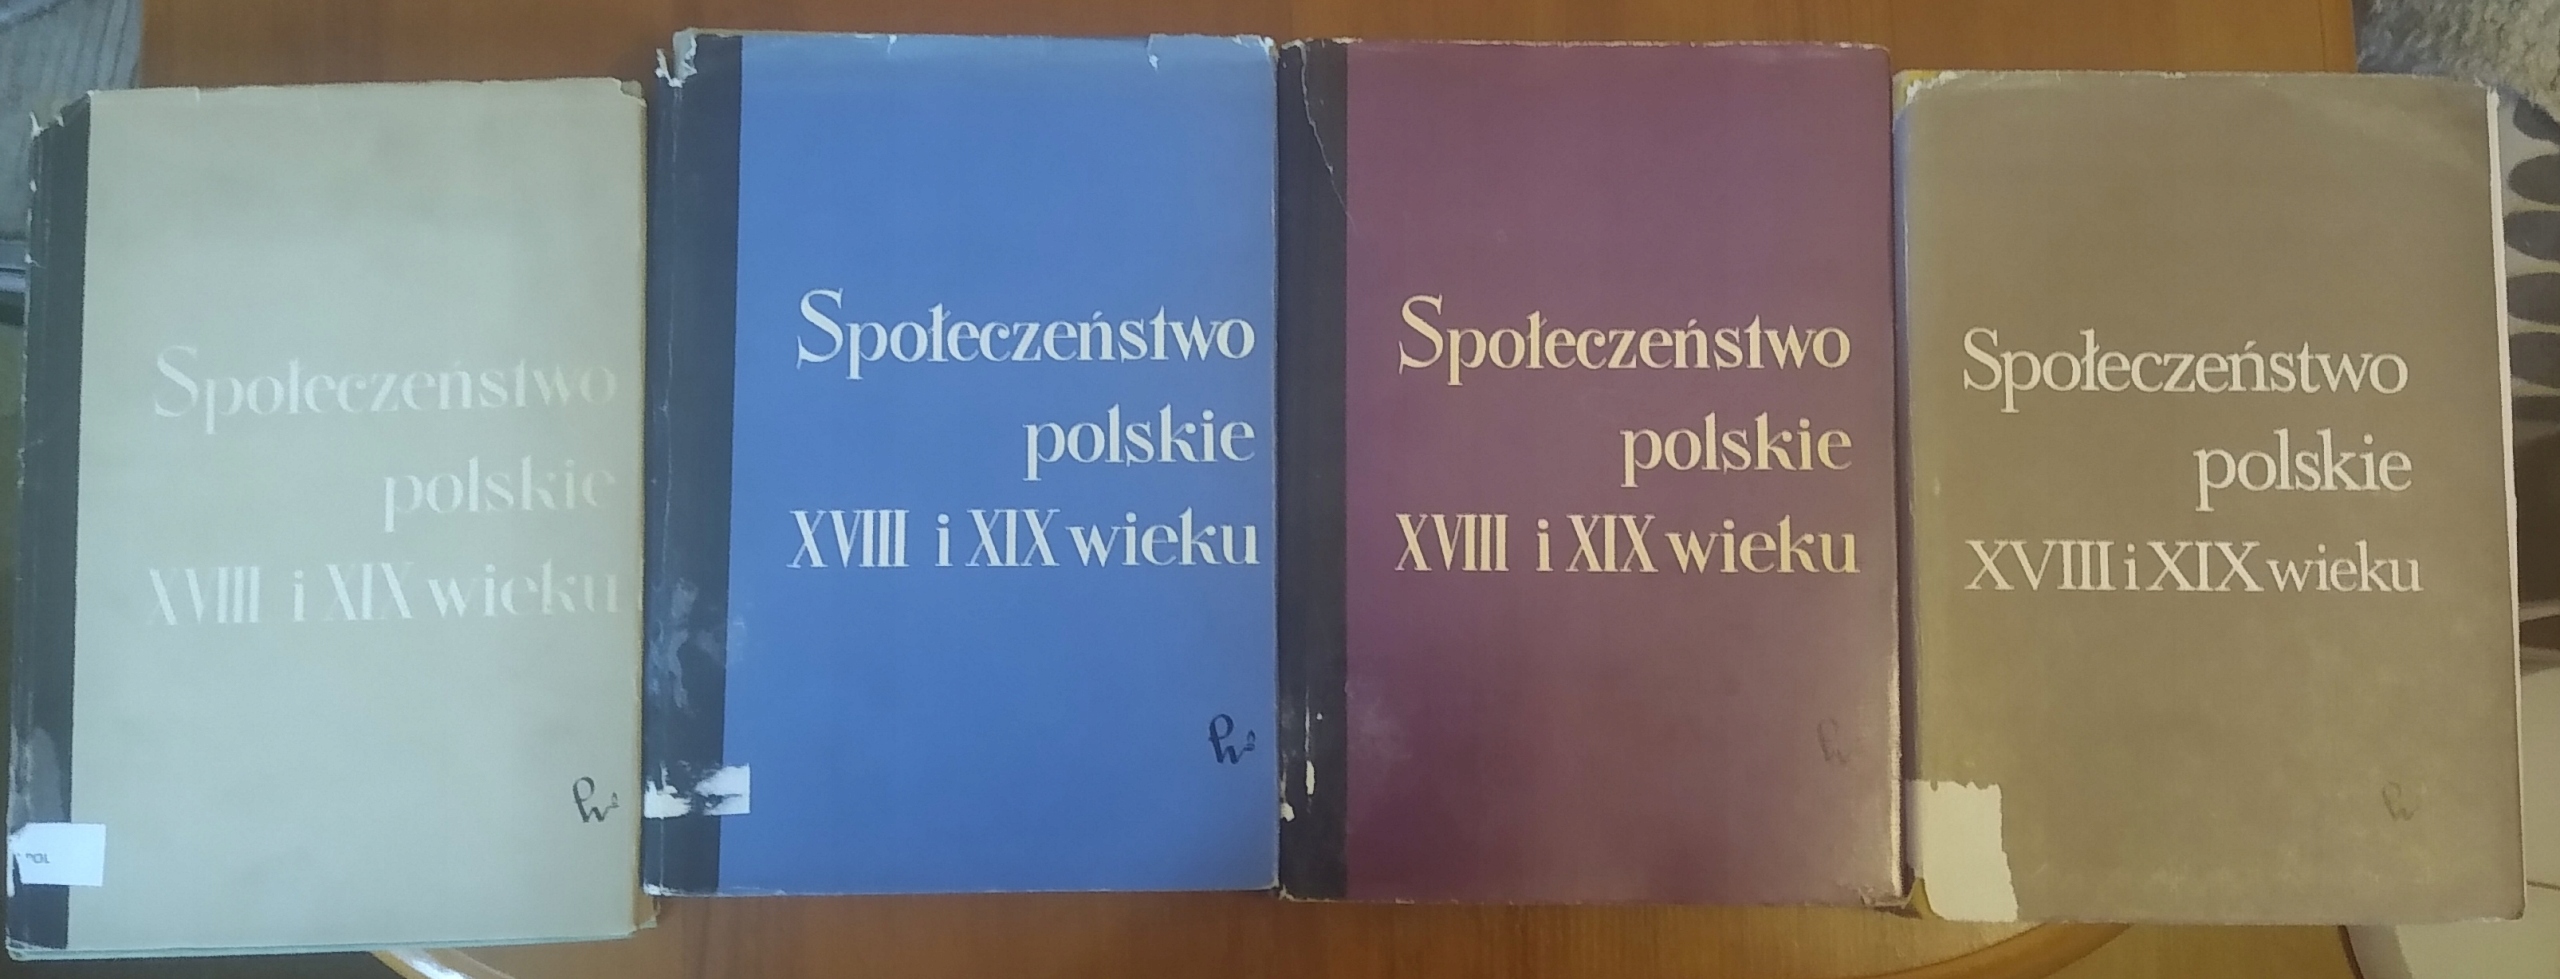 Społeczeństwo
polskie
XVIII i XIX wieku
POL
Społeczeństwo
polskie
XVIII i XIX wieku
Społeczeństwo
polskie
XVIII i XIX wieku
Społeczeństwo
polskie
XVIII i XIX wieku